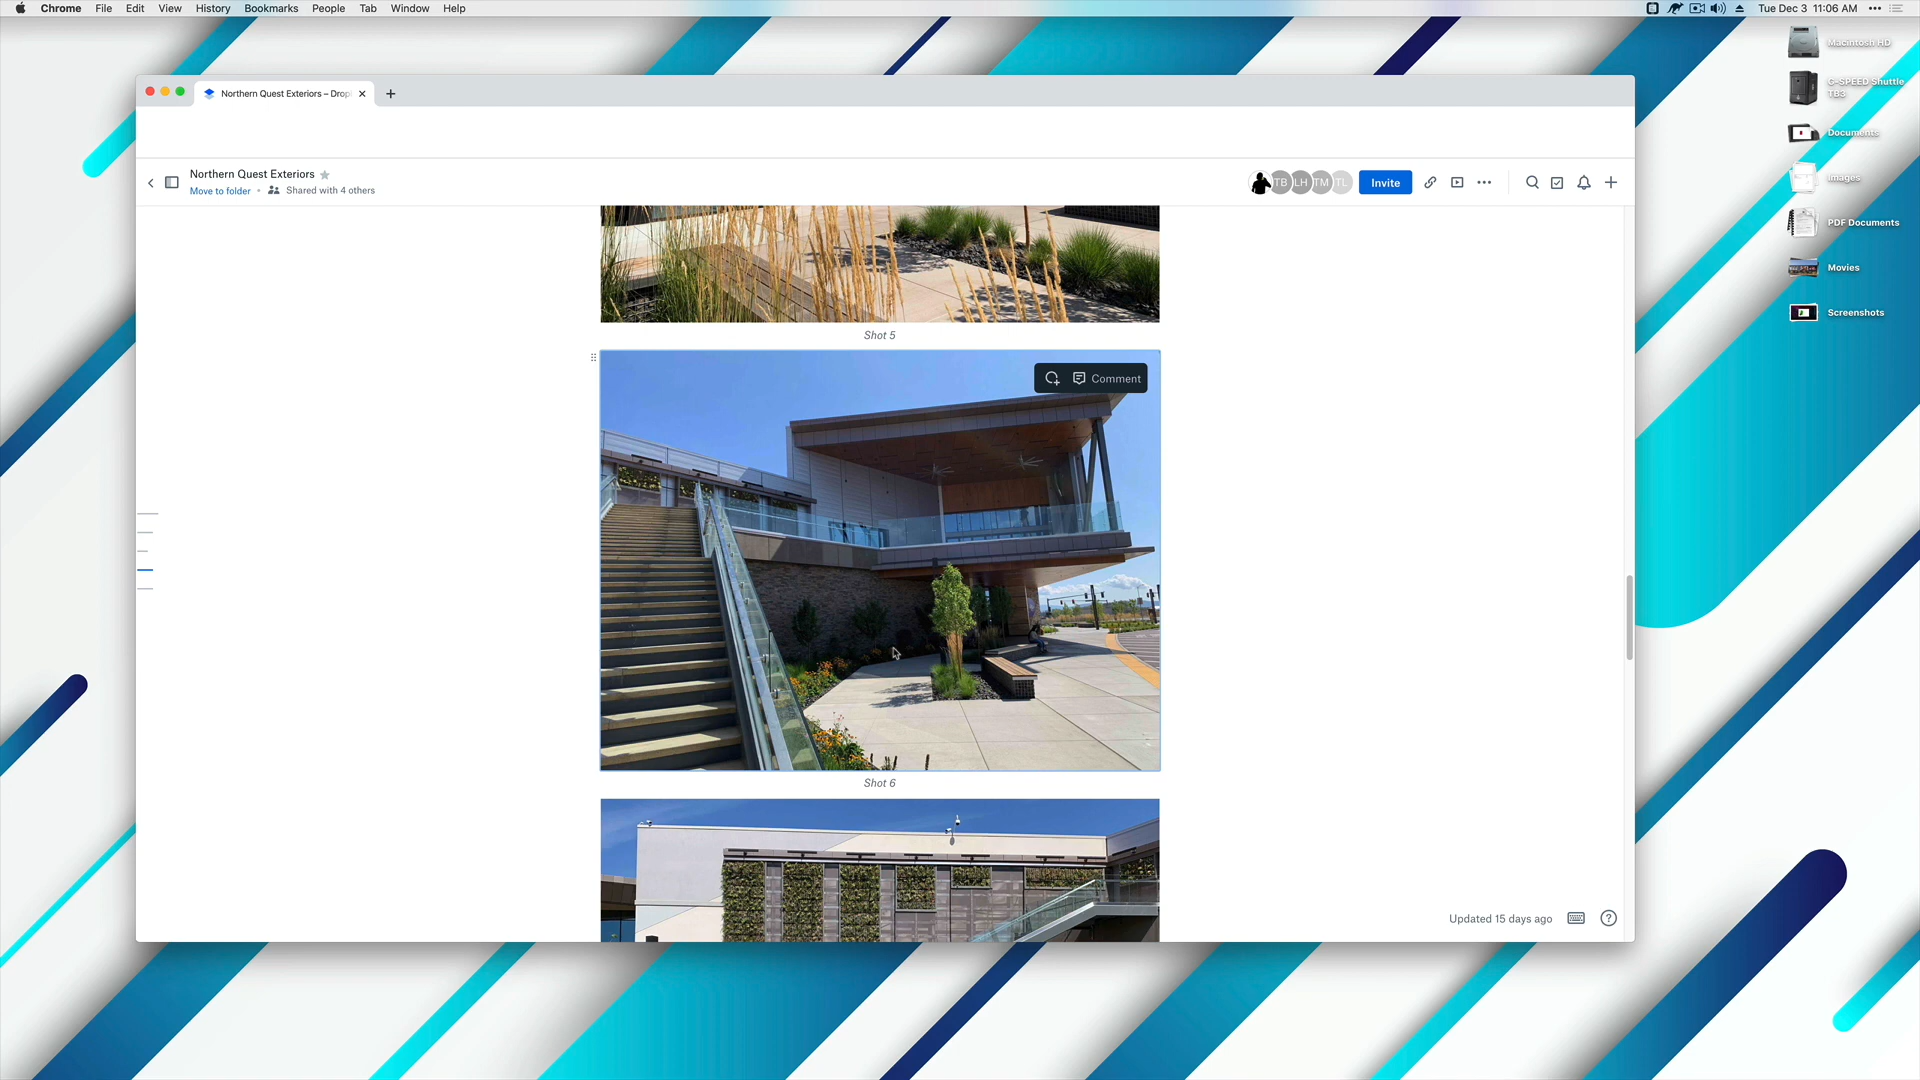 Chrome File Edit View History Bookmarks People Tab Window Help
Tue Dec 3 11:06 AM
Macintosh HD
G-SPEED Shuttle
TB3
Documents
Images
PDF Documents
Movies
Screenshots
Northern Quest Exteriors – Drop
Northern Quest Exteriors
Move to folder • Shared with 4 others
TB LH TM TL Invite
Shot 5
Comment
Shot 6
Updated 15 days ago